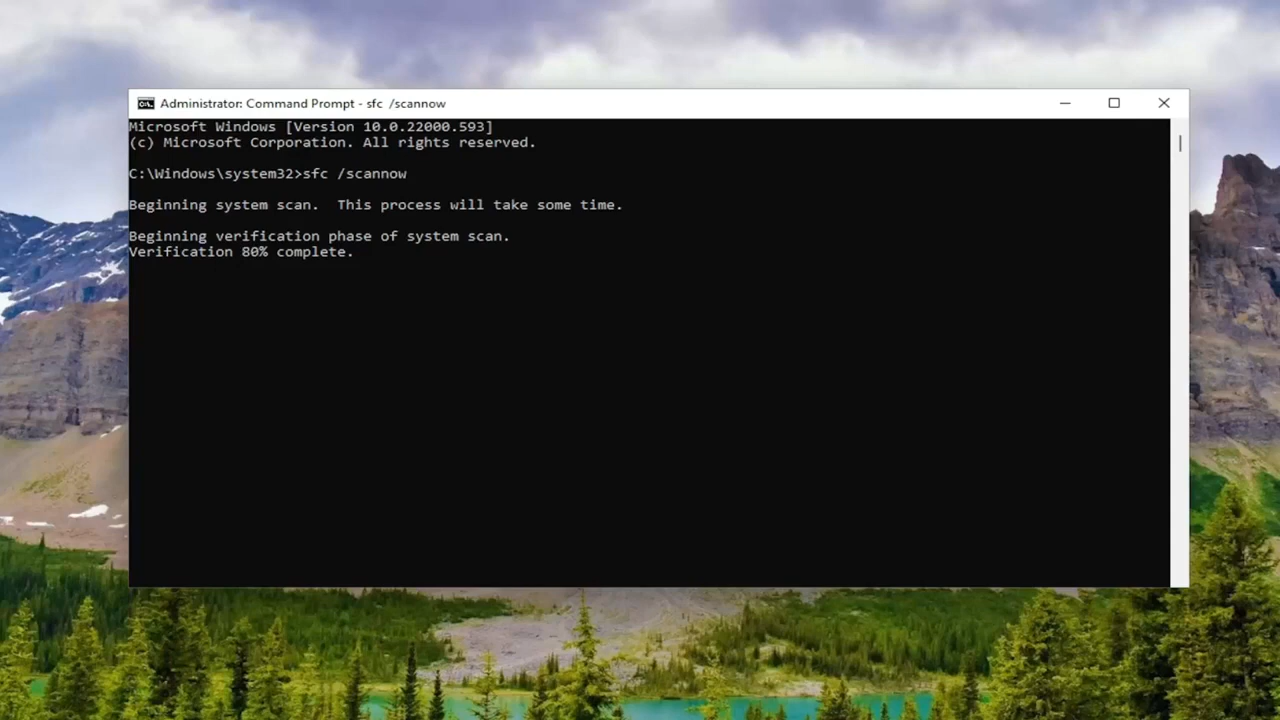 Administrator: Command Prompt - sfc  /scannow
Microsoft Windows [Version 10.0.22000.593]
(c) Microsoft Corporation. All rights reserved.
C:\Windows\system32>sfc /scannow
Beginning system scan.  This process will take some time.
Beginning verification phase of system scan.
Verification 80% complete.